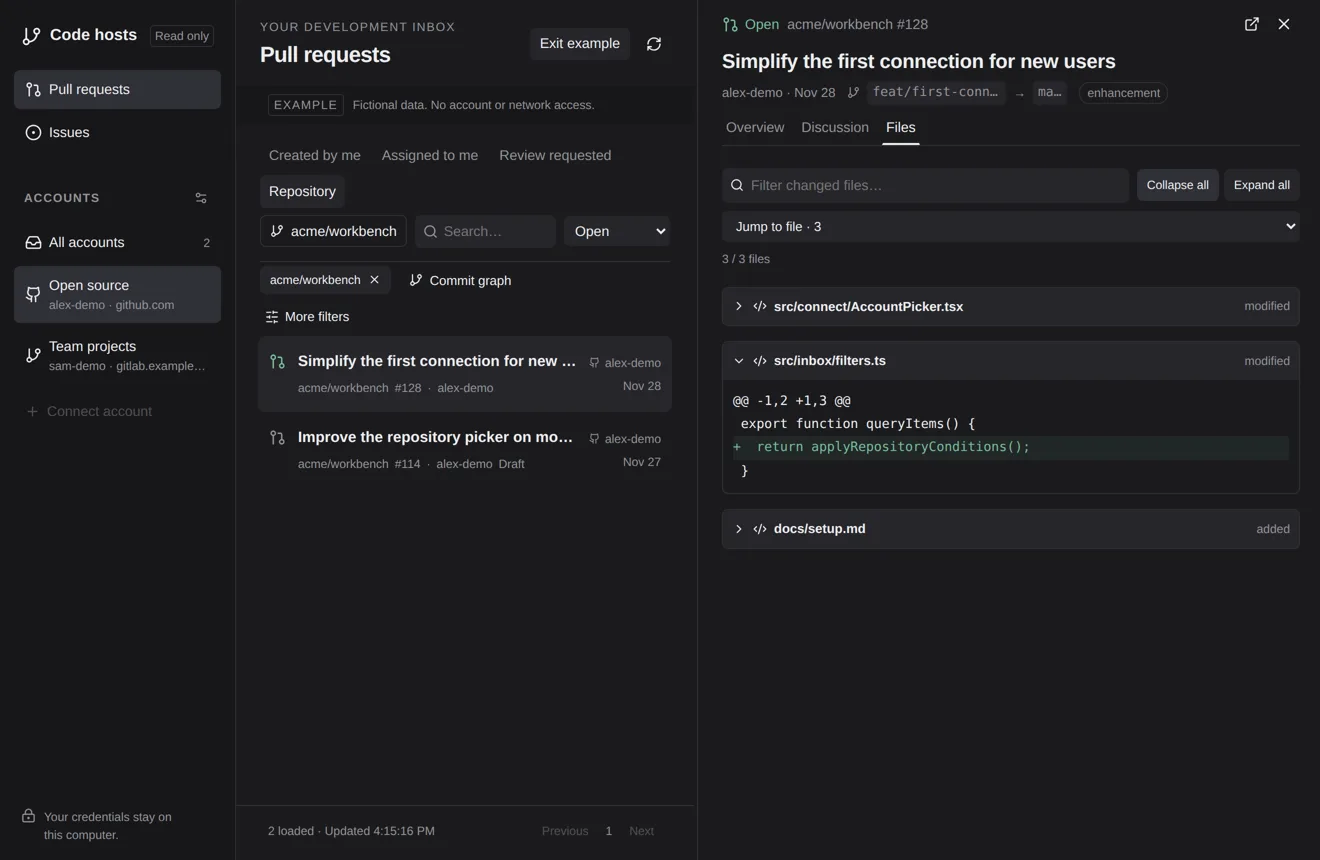 Code hosts
Read only
Pull requests
Issues
ACCOUNTS
All accounts
2
Open source
alex-demo · github.com
Team projects
sam-demo · gitlab.example…
Connect account
Your credentials stay on
this computer.
YOUR DEVELOPMENT INBOX
Pull requests
Exit example
EXAMPLE
Fictional data. No account or network access.
Created by me
Assigned to me
Review requested
Repository
acme/workbench
Search…
Open
acme/workbench
Commit graph
More filters
Simplify the first connection for new …
alex-demo
acme/workbench #128 · alex-demo
Nov 28
Improve the repository picker on mo…
alex-demo
acme/workbench #114 · alex-demo Draft
Nov 27
2 loaded · Updated 4:15:16 PM
Previous
1
Next
Open
acme/workbench #128
Simplify the first connection for new users
alex-demo · Nov 28
feat/first-conn…
→
ma…
enhancement
Overview
Discussion
Files
Filter changed files…
Collapse all
Expand all
Jump to file · 3
3 / 3 files
src/connect/AccountPicker.tsx
modified
src/inbox/filters.ts
modified
@@ -1,2 +1,3 @@
export function queryItems() {
+  return applyRepositoryConditions();
}
docs/setup.md
added